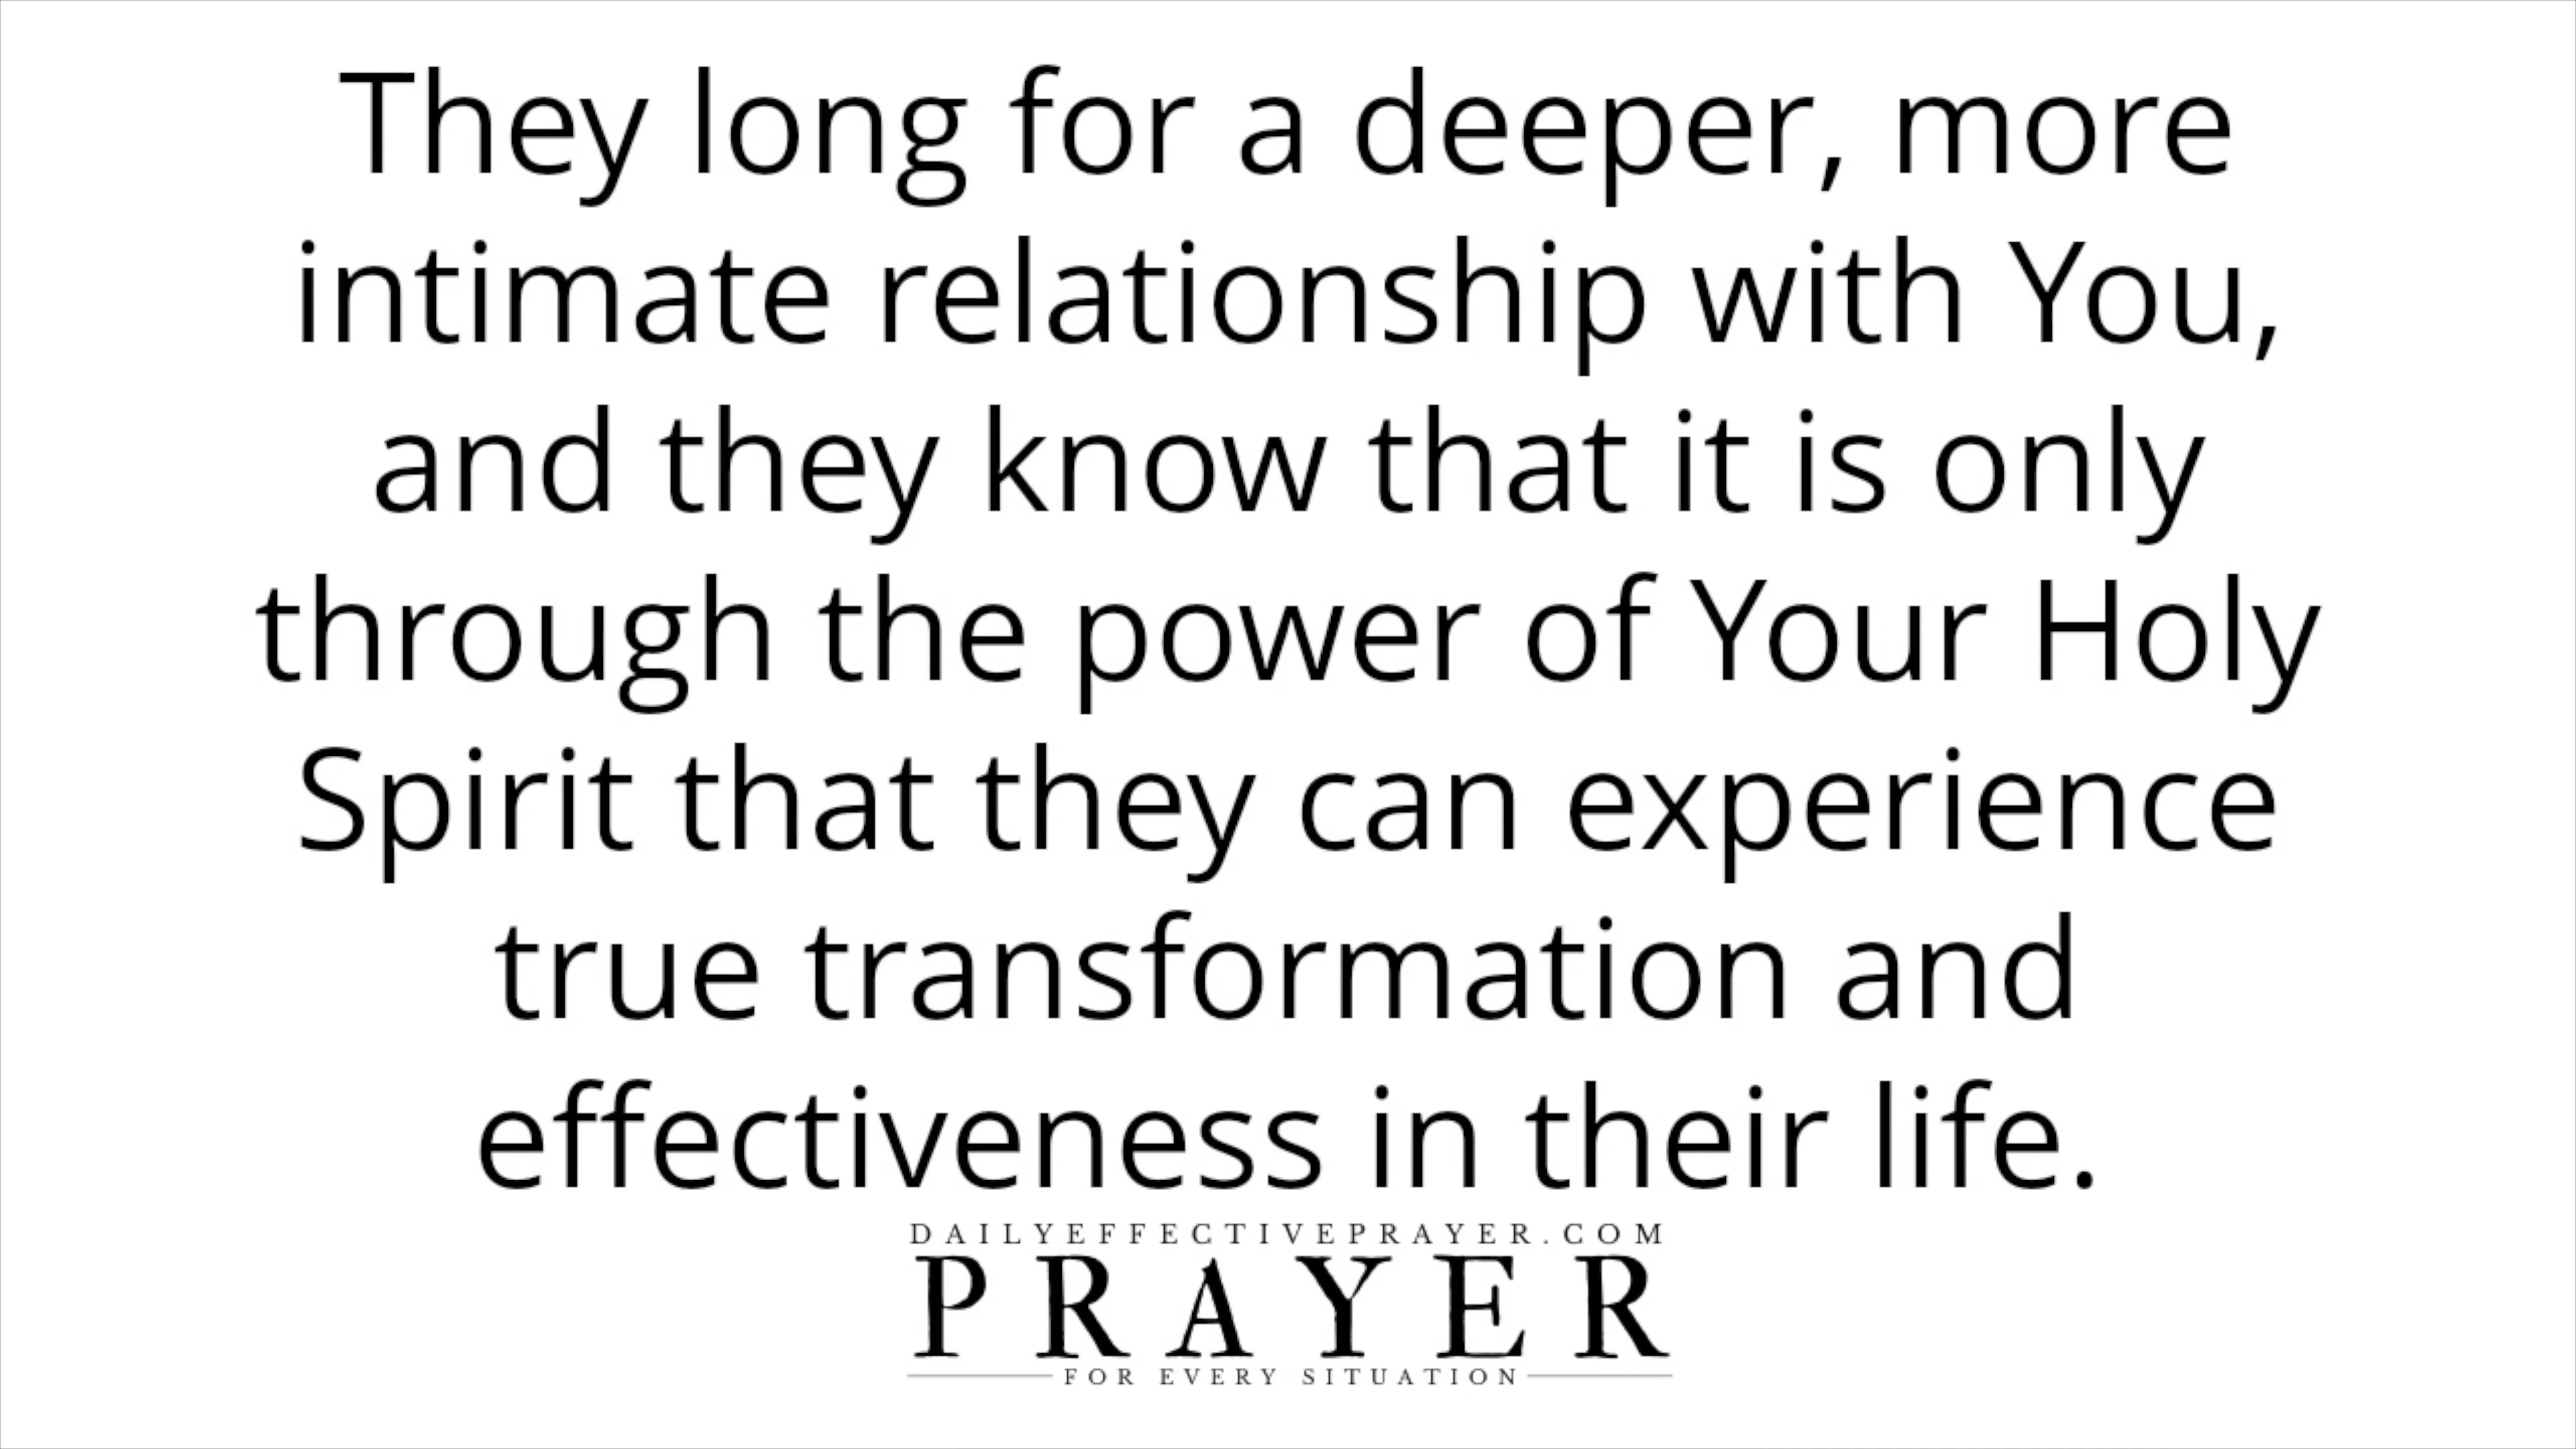 They long for a deeper, more
intimate relationship with You,
and they know that it is only
through the power of Your Holy
Spirit that they can experience
true transformation and
effectiveness in their life.
DAILYEFFECTIVEPRAYER.COM
PRAYER
FOR EVERY SITUATION